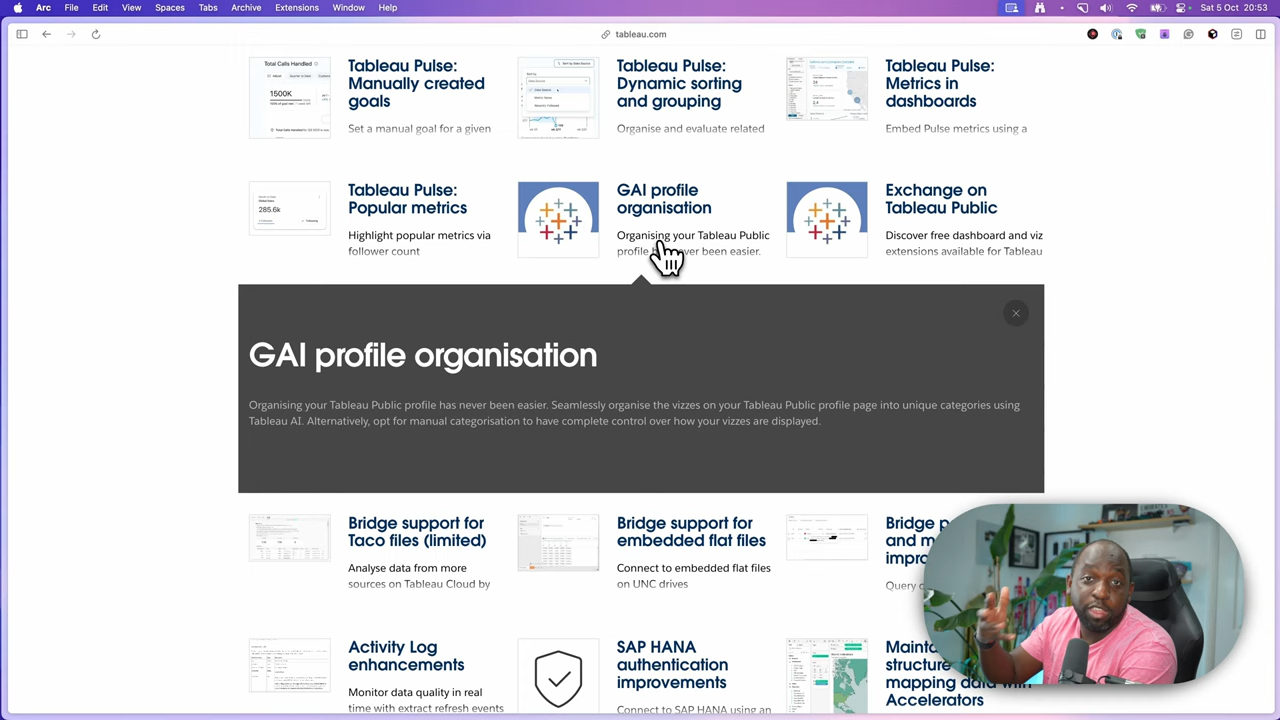 Arc File Edit View Spaces Tabs Archive Extensions Window Help Sat 5 Oct 20:53
tableau.com
Total Calls Handled
1500K
Tableau Pulse:
Manually created
goals
Set a manual goal for a given
Tableau Pulse:
Dynamic sorting
and grouping
Organise and evaluate related
Tableau Pulse:
Metrics in
dashboards
Embed Pulse metrics using a
285.6k
Tableau Pulse:
Popular metrics
Highlight popular metrics via
follower count
GAI profile
organisation
Organising your Tableau Public
profile has never been easier.
Exchange on
Tableau Public
Discover free dashboard and viz
extensions available for Tableau
GAI profile organisation
Organising your Tableau Public profile has never been easier. Seamlessly organise the vizzes on your Tableau Public profile page into unique categories using
Tableau AI. Alternatively, opt for manual categorisation to have complete control over how your vizzes are displayed.
Bridge support for
Taco files (limited)
Analyse data from more
sources on Tableau Cloud by
Bridge support for
embedded flat files
Connect to embedded flat files
on UNC drives
Bridge
and
Query
Activity Log
enhancements
Monitor data quality in real
time with extract refresh events
SAP HANA
authentication
improvements
Connect to SAP HANA using an
structure
mapping
Accelerators